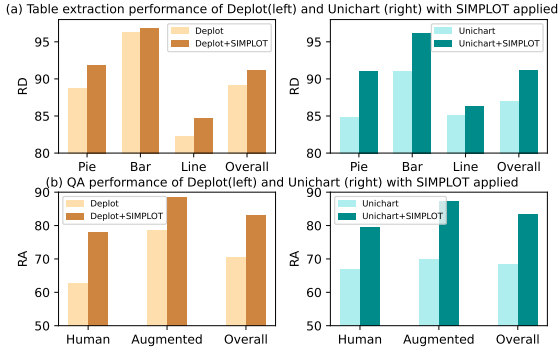 (a) Table extraction performance of Deplot(left) and Unichart (right) with SIMPLOT applied
95
90
85
80
RD
Deplot
Deplot+SIMPLOT
Pie
Bar
Line
Overall
95
90
85
80
RD
Unichart
Unichart+SIMPLOT
Pie
Bar
Line
Overall
(b) QA performance of Deplot(left) and Unichart (right) with SIMPLOT applied
90
80
70
60
50
RA
Deplot
Deplot+SIMPLOT
Human
Augmented
Overall
90
80
70
60
50
RA
Unichart
Unichart+SIMPLOT
Human
Augmented
Overall